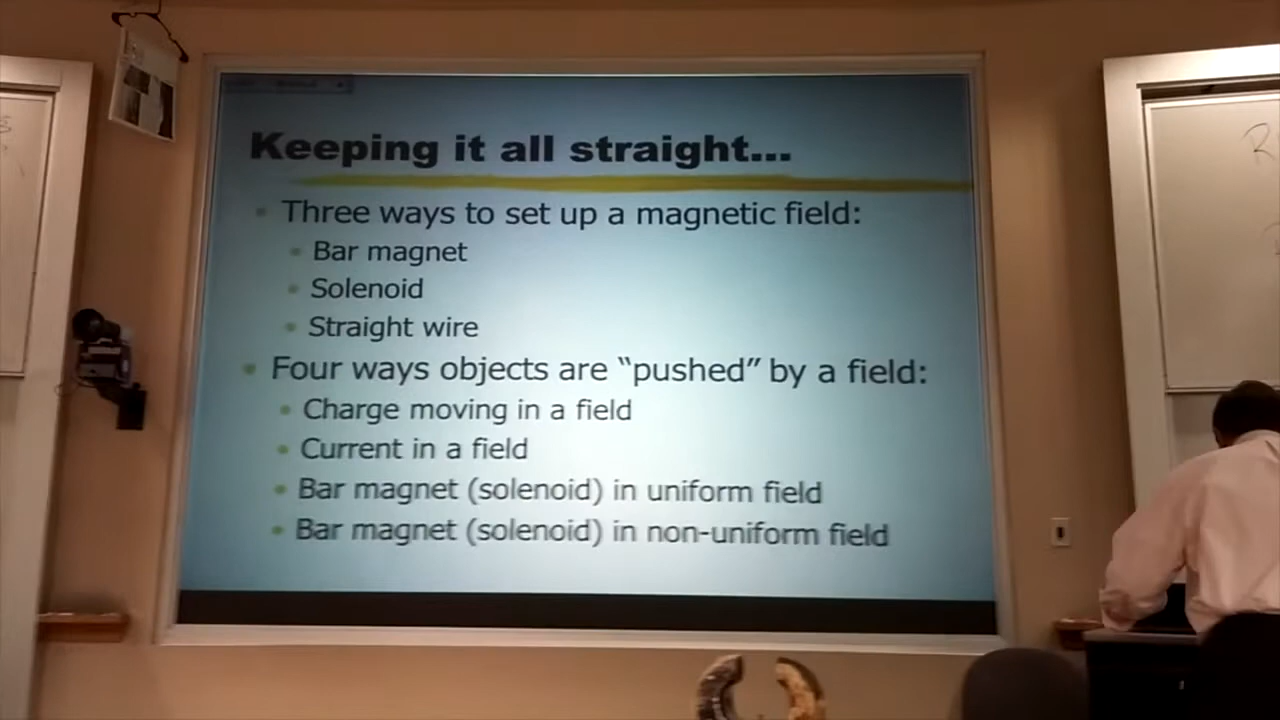 Keeping it all straight...
Three ways to set up a magnetic field:
Bar magnet
Solenoid
Straight wire
Four ways objects are “pushed” by a field:
Charge moving in a field
Current in a field
Bar magnet (solenoid) in uniform field
Bar magnet (solenoid) in non-uniform field
R